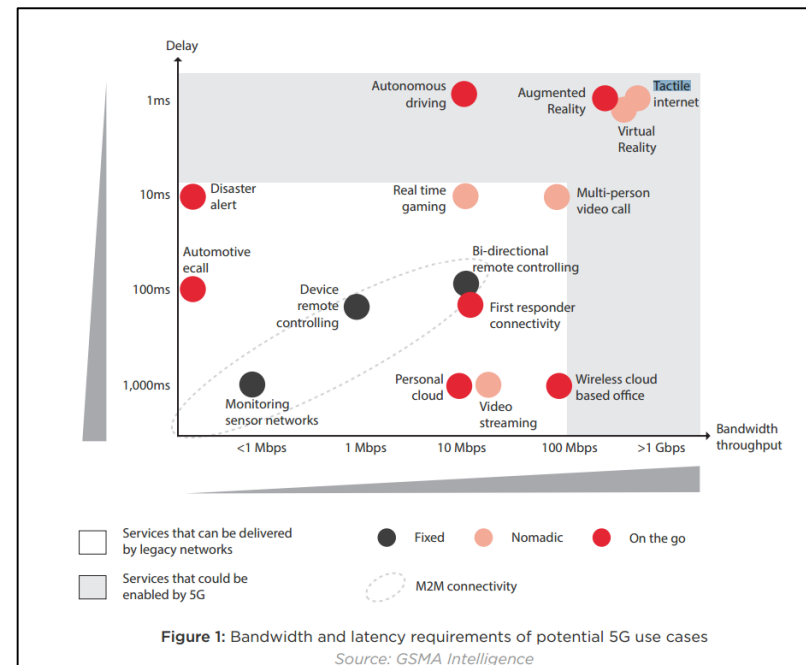 Delay
1ms
Autonomous
driving
Augmented
Reality
Tactile
internet
Virtual
Reality
10ms
Disaster
alert
Real time
gaming
Multi-person
video call
Automotive
ecall
100ms
Device
remote
controlling
Bi-directional
remote controlling
First responder
connectivity
1,000ms
Monitoring
sensor networks
Personal
cloud
Video
streaming
Wireless cloud
based office
Bandwidth
throughput
<1 Mbps
1 Mbps
10 Mbps
100 Mbps
>1 Gbps
Services that can be delivered
by legacy networks
Fixed
Nomadic
On the go
Services that could be
enabled by 5G
M2M connectivity
Figure 1: Bandwidth and latency requirements of potential 5G use cases
Source: GSMA Intelligence